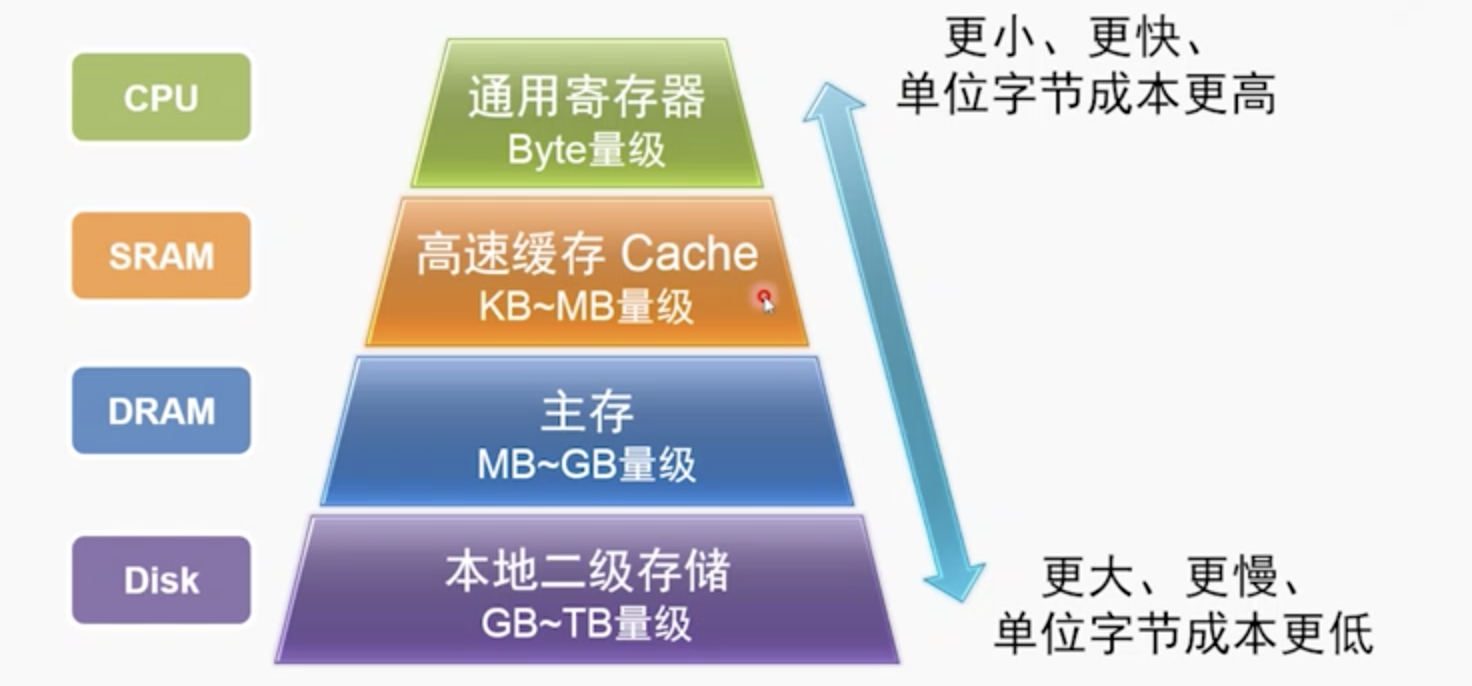 更小、更快、
单位字节成本更高
CPU
通用寄存器
Byte量级
SRAM
高速缓存 Cache
KB~MB量级
DRAM
主存
MB~GB量级
Disk
本地二级存储
GB~TB量级
更大、更慢、
单位字节成本更低